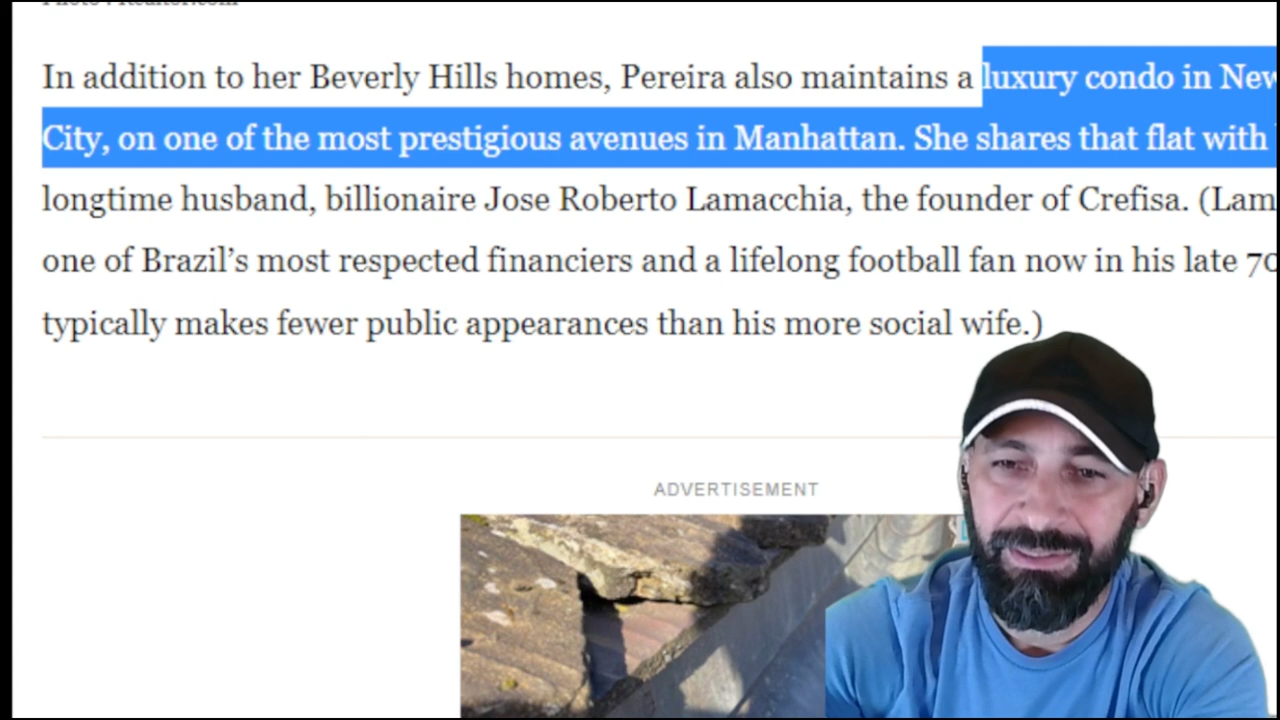 In addition to her Beverly Hills homes, Pereira also maintains a luxury condo in New
City, on one of the most prestigious avenues in Manhattan. She shares that flat with
longtime husband, billionaire Jose Roberto Lamacchia, the founder of Crefisa. (Lam
one of Brazil’s most respected financiers and a lifelong football fan now in his late 70
typically makes fewer public appearances than his more social wife.)
ADVERTISEMENT